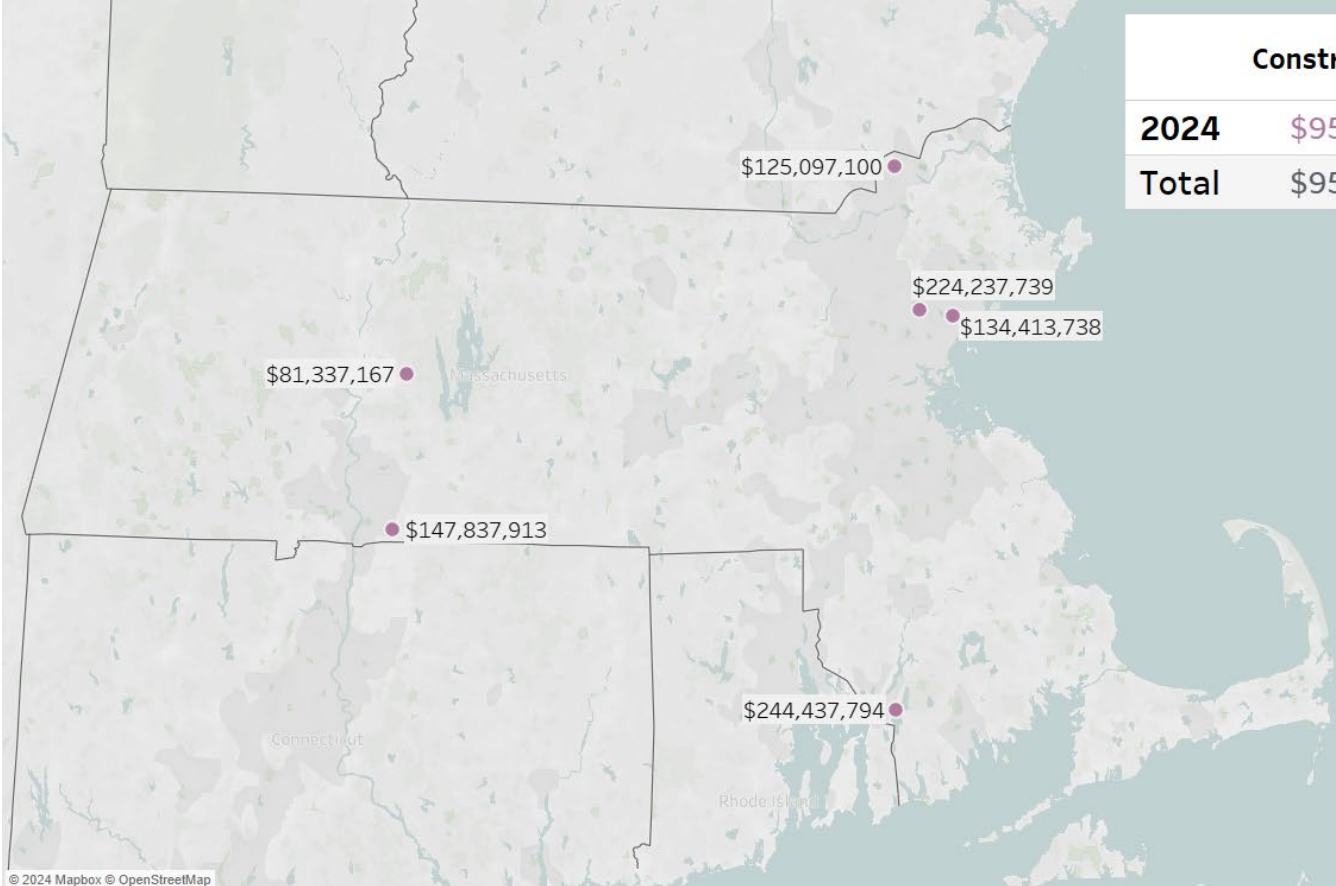 Constr
2024 $95
Total $95
$125,097,100
$224,237,739
$134,413,738
$81,337,167
Massachusetts
$147,837,913
$244,437,794
Connecticut
Rhode Island
© 2024 Mapbox © OpenStreetMap